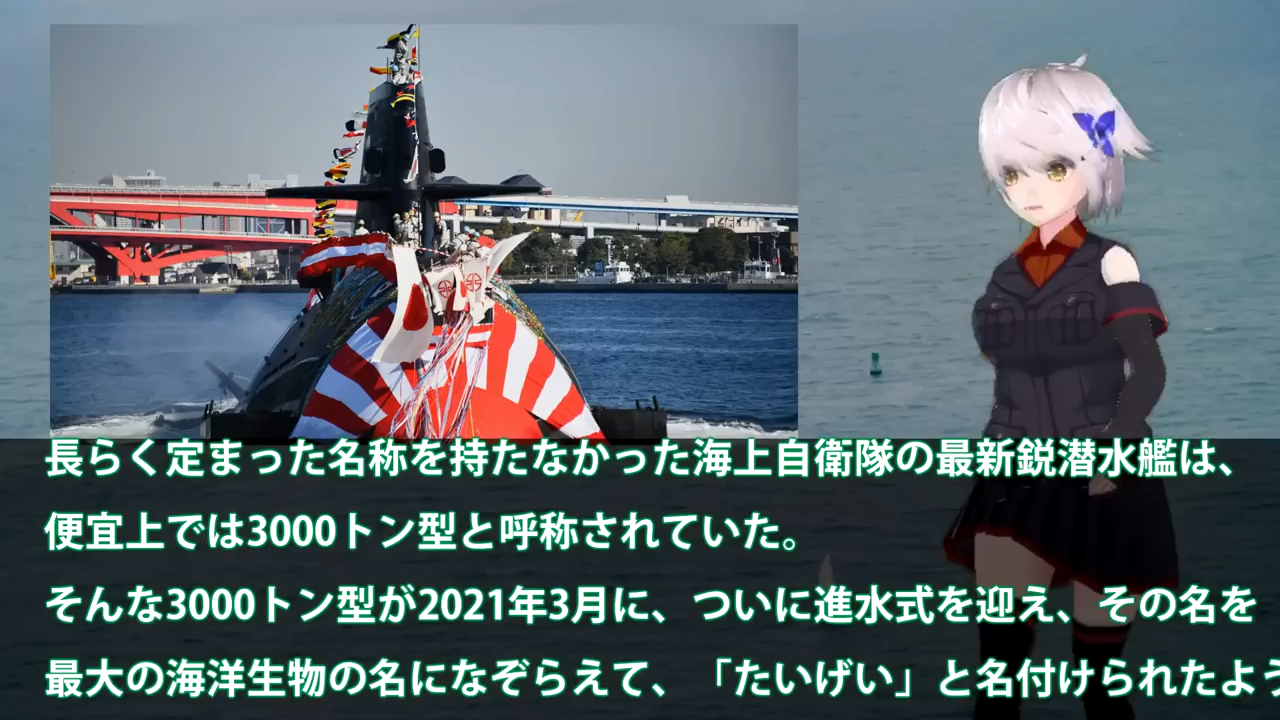 長らく定まった名称を持たなかった海上自衛隊の最新鋭潜水艦は、
便宜上では3000トン型と呼称されていた。
そんな3000トン型が2021年3月に、ついに進水式を迎え、その名を
最大の海洋生物の名になぞらえて、「たいげい」と名付けられたよう